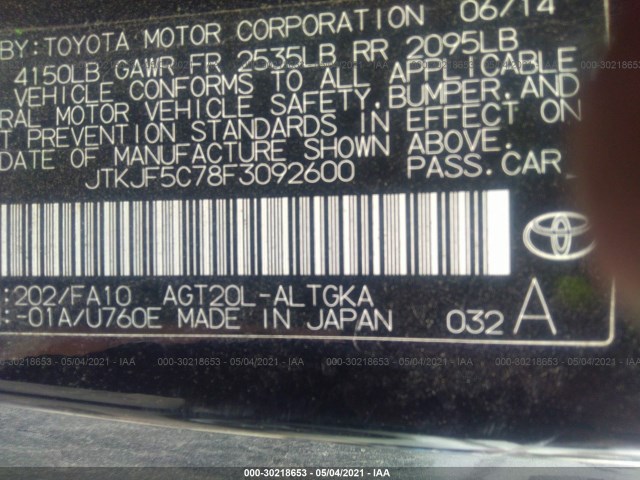 BY: TOYOTA MOTOR CORPORATION 06/14
4150LB GAWR FR 2535LB RR 2095LB
VEHICLE CONFORMS TO ALL APPLICABLE
RAL MOTOR VEHICLE SAFETY, BUMPER, AND
T PREVENTION STANDARDS IN EFFECT ON
DATE OF MANUFACTURE SHOWN ABOVE.
JTKJF5C78F3092600 PASS. CAR
:202/FA10 AGT20L-ALTGKA
-01A/U760E MADE IN JAPAN 032 A
000-30218653 - 05/04/2021 - IAA